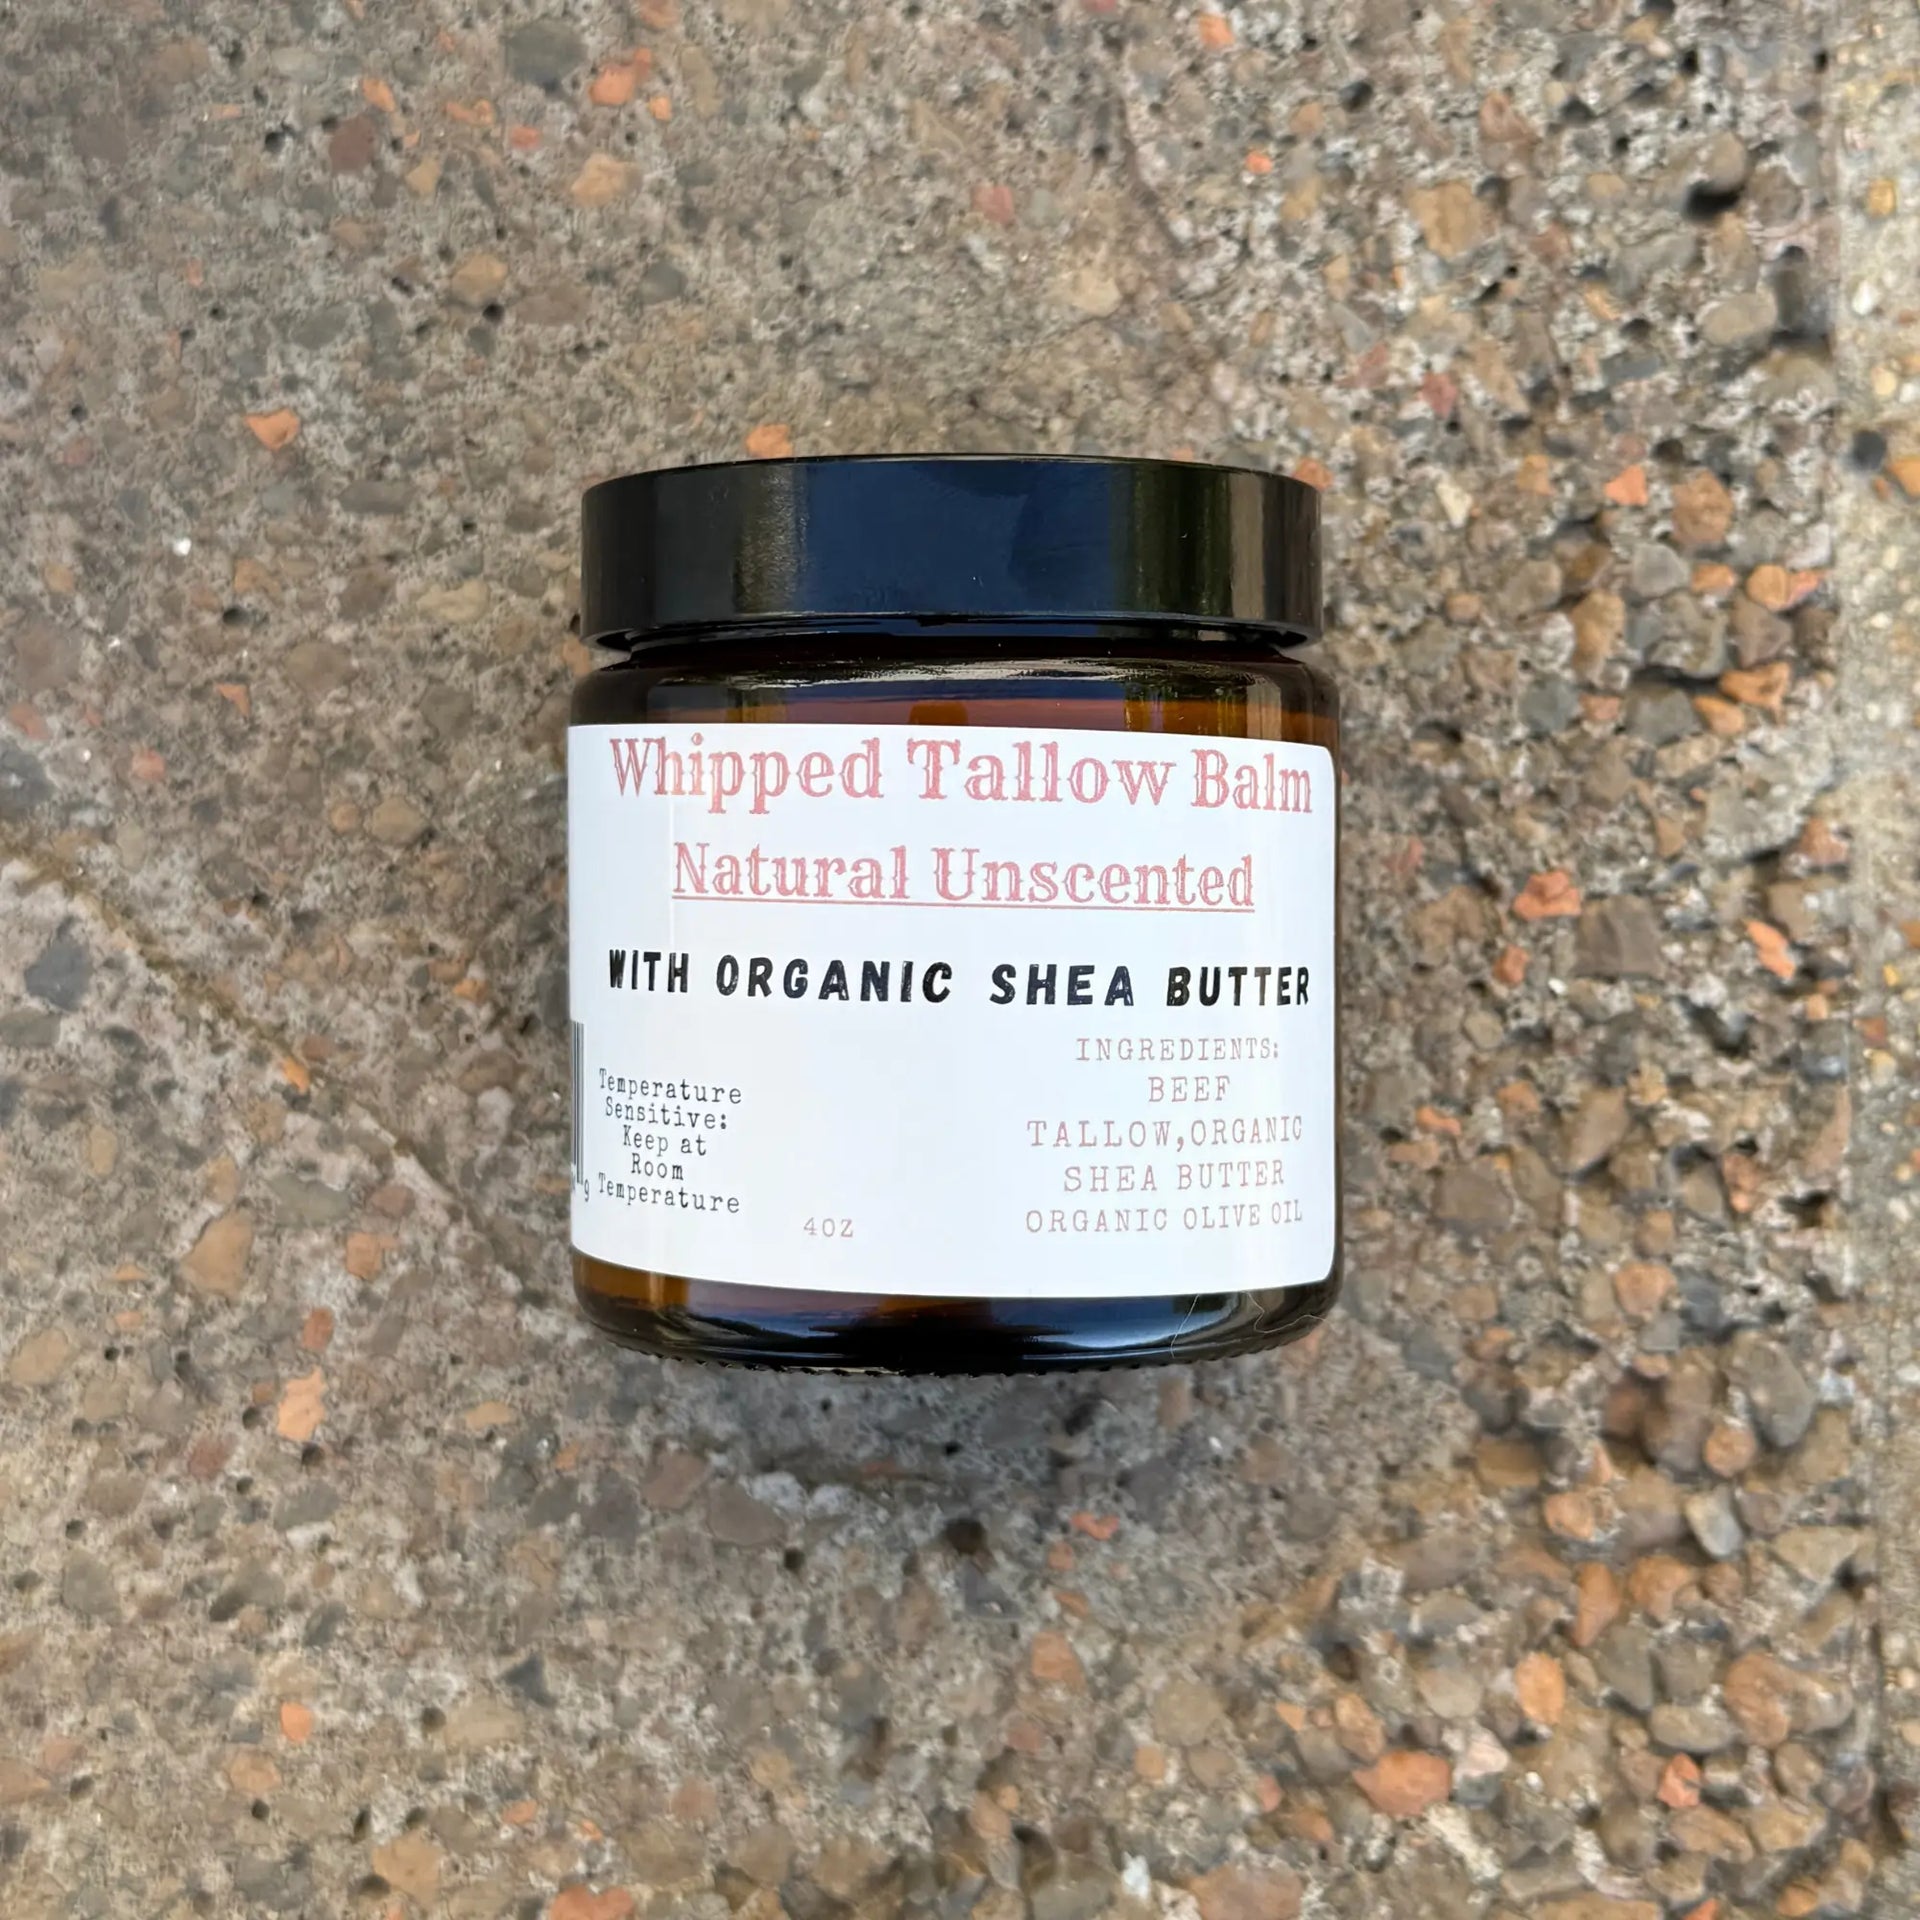 Whipped Tallow Balm
Natural Unscented
WITH ORGANIC SHEA BUTTER
Temperature
Sensitive:
Keep at
Room
Temperature
9
4OZ
INGREDIENTS:
BEEF
TALLOW,ORGANIC
SHEA BUTTER
ORGANIC OLIVE OIL